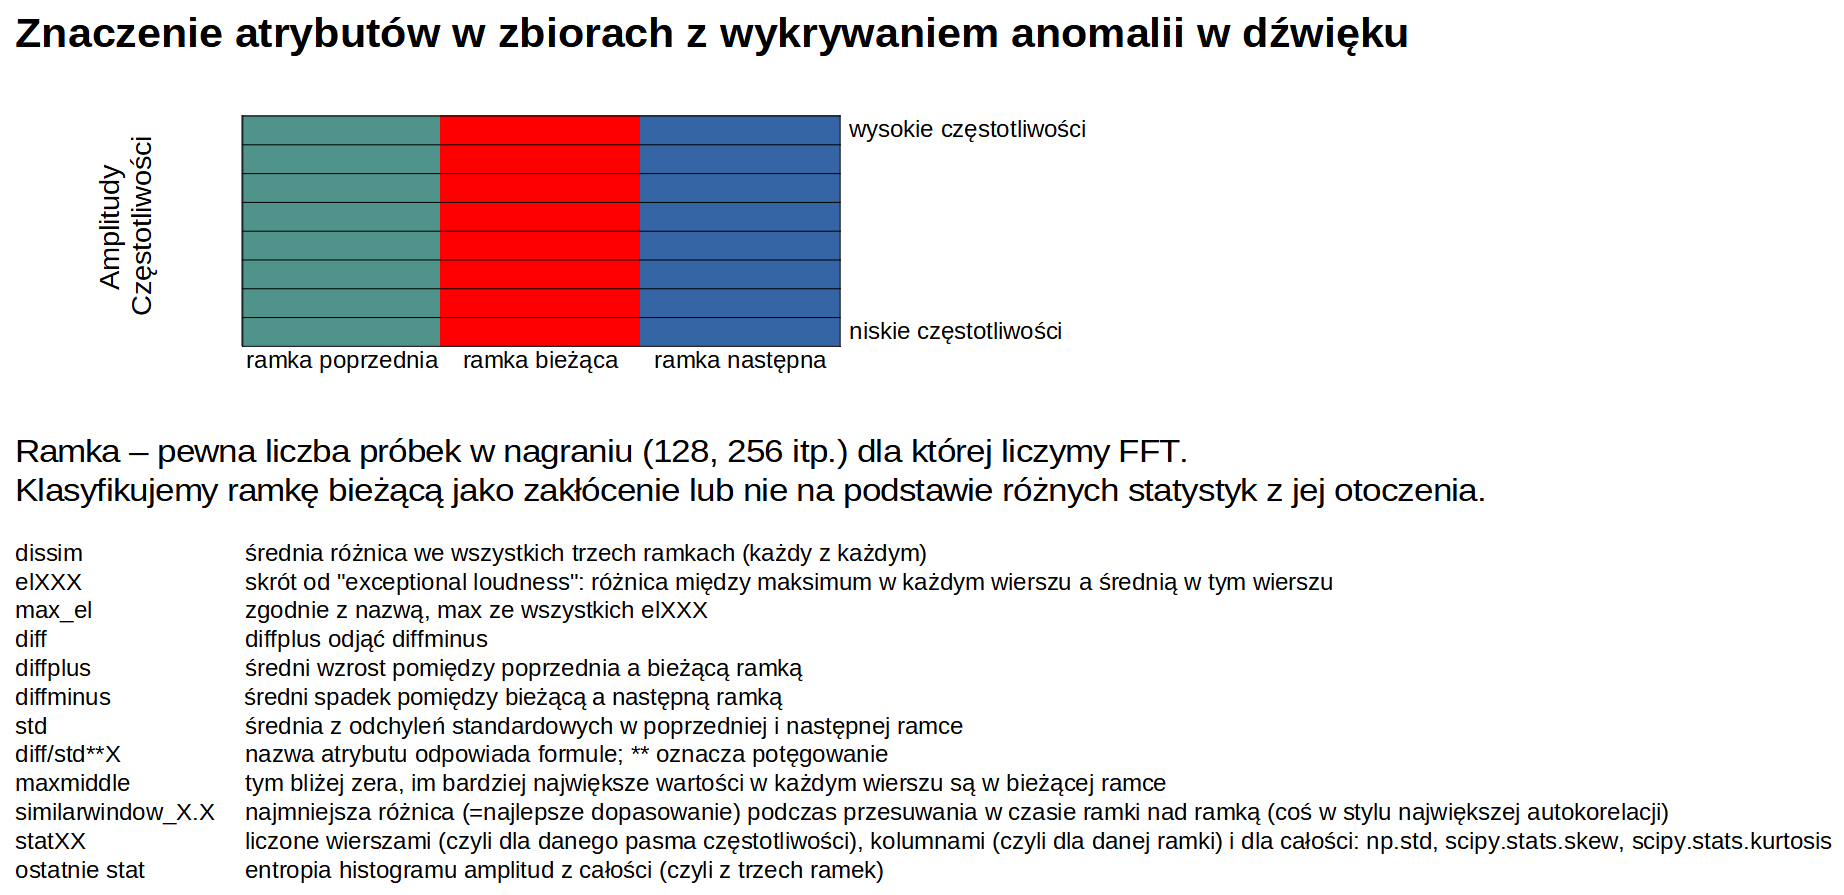 Znaczenie atrybutów w zbiorach z wykrywaniem anomalii w dźwięku
Amplitudy
Częstotliwości
wysokie częstotliwości
niskie częstotliwości
ramka poprzednia ramka bieżąca ramka następna
Ramka – pewna liczba próbek w nagraniu (128, 256 itp.) dla której liczymy FFT.
Klasyfikujemy ramkę bieżącą jako zakłócenie lub nie na podstawie różnych statystyk z jej otoczenia.
dissim średnia różnica we wszystkich trzech ramkach (każdy z każdym)
elXXX skrót od "exceptional loudness": różnica między maksimum w każdym wierszu a średnią w tym wierszu
max_el zgodnie z nazwą, max ze wszystkich elXXX
diff diffplus odjąć diffminus
diffplus średni wzrost pomiędzy poprzednia a bieżącą ramką
diffminus średni spadek pomiędzy bieżącą a następną ramką
std średnia z odchyleń standardowych w poprzedniej i następnej ramce
diff/std**X nazwa atrybutu odpowiada formule; ** oznacza potęgowanie
maxmiddle tym bliżej zera, im bardziej największe wartości w każdym wierszu są w bieżącej ramce
similarwindow_X.X najmniejsza różnica (=najlepsze dopasowanie) podczas przesuwania w czasie ramki nad ramką (coś w stylu największej autokorelacji)
statXX liczone wierszami (czyli dla danego pasma częstotliwości), kolumnami (czyli dla danej ramki) i dla całości: np.std, scipy.stats.skew, scipy.stats.kurtosis
ostatnie stat entropia histogramu amplitud z całości (czyli z trzech ramek)